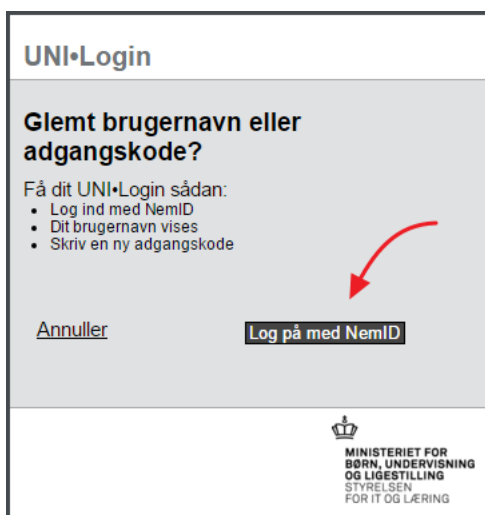 UNI•Login
Glemt brugernavn eller
adgangskode?
Få dit UNI•Login sådan:
• Log ind med NemID
• Dit brugernavn vises
• Skriv en ny adgangskode
Annuller
Log på med NemID
MINISTERIET FOR
BØRN, UNDERVISNING
OG LIGESTILLING
STYRELSEN
FOR IT OG LÆRING